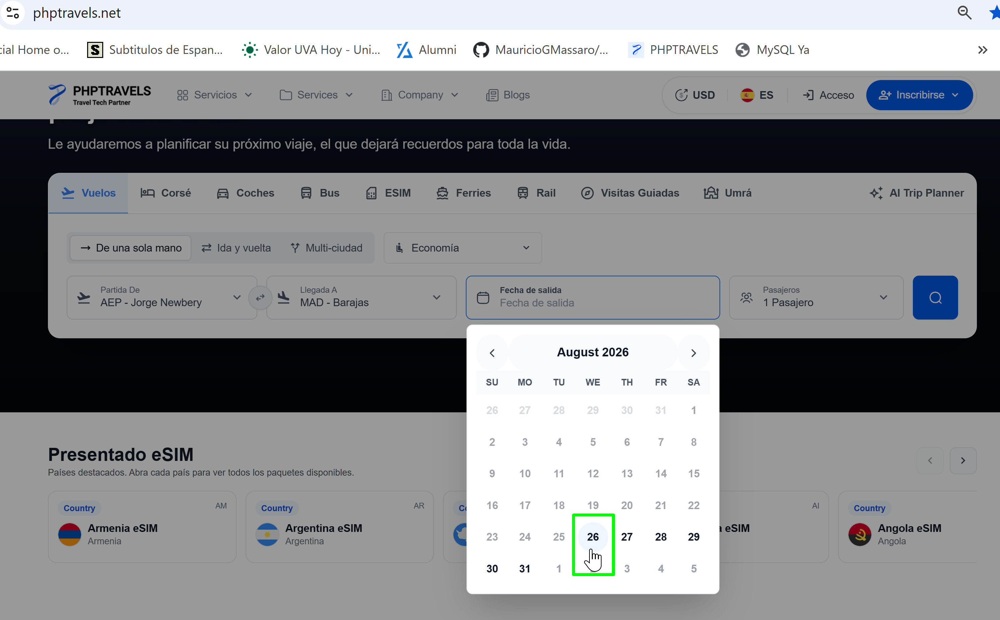 phptravels.net
cial Home o... Subtitulos de Espan... Valor UVA Hoy - Uni... Alumni MauricioGMassaro/... PHPTRAVELS MySQL Ya
PHPTRAVELS
Travel Tech Partner
Servicios Services Company Blogs USD ES Acceso Inscribirse
Le ayudaremos a planificar su próximo viaje, el que dejará recuerdos para toda la vida.
Vuelos Corsé Coches Bus ESIM Ferries Rail Visitas Guiadas Umrá AI Trip Planner
De una sola mano Ida y vuelta Multi-ciudad Economía
Partida De
AEP - Jorge Newbery
Llegada A
MAD - Barajas
Fecha de salida
Fecha de salida
Pasajeros
1 Pasajero
August 2026
SU MO TU WE TH FR SA
26 27 28 29 30 31 1
2 3 4 5 6 7 8
9 10 11 12 13 14 15
16 17 18 19 20 21 22
23 24 25 26 27 28 29
30 31 1 3 4 5
Presentado eSIM
Países destacados. Abra cada país para ver todos los paquetes disponibles.
Country AM
Armenia eSIM
Armenia
Country AR
Argentina eSIM
Argentina
AI
eSIM
Country
Angola eSIM
Angola